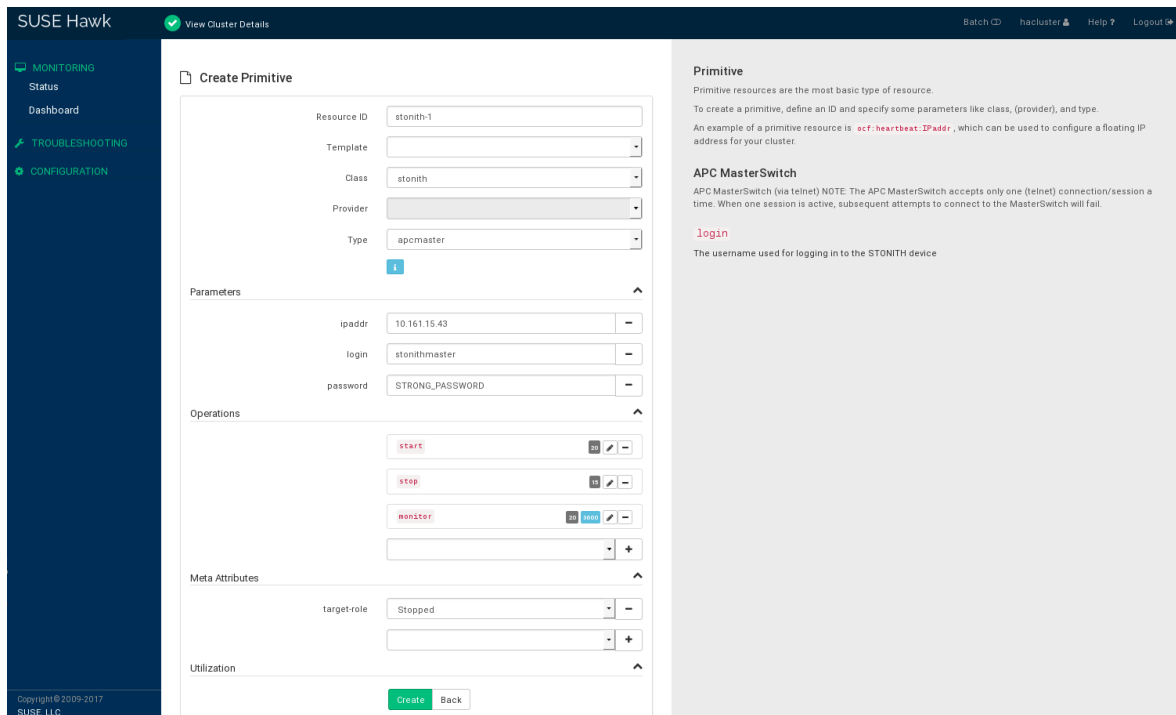 SUSE Hawk
View Cluster Details
Batch
hacluster
Help ?
Logout
MONITORING
Status
Dashboard
TROUBLESHOOTING
CONFIGURATION
Copyright©2009-2017
SUSE, LLC
Create Primitive
Resource ID stonith-1
Template
Class stonith
Provider
Type apcmaster
i
Parameters
ipaddr 10.161.15.43
login stonithmaster
password STRONG_PASSWORD
Operations
start 20
stop 15
monitor 20 3600
Meta Attributes
target-role Stopped
Utilization
Create Back
Primitive
Primitive resources are the most basic type of resource.
To create a primitive, define an ID and specify some parameters like class, (provider), and type.
An example of a primitive resource is ocf:heartbeat:IPaddr, which can be used to configure a floating IP
address for your cluster.
APC MasterSwitch
APC MasterSwitch (via telnet) NOTE: The APC MasterSwitch accepts only one (telnet) connection/session a
time. When one session is active, subsequent attempts to connect to the MasterSwitch will fail.
login
The username used for logging in to the STONITH device